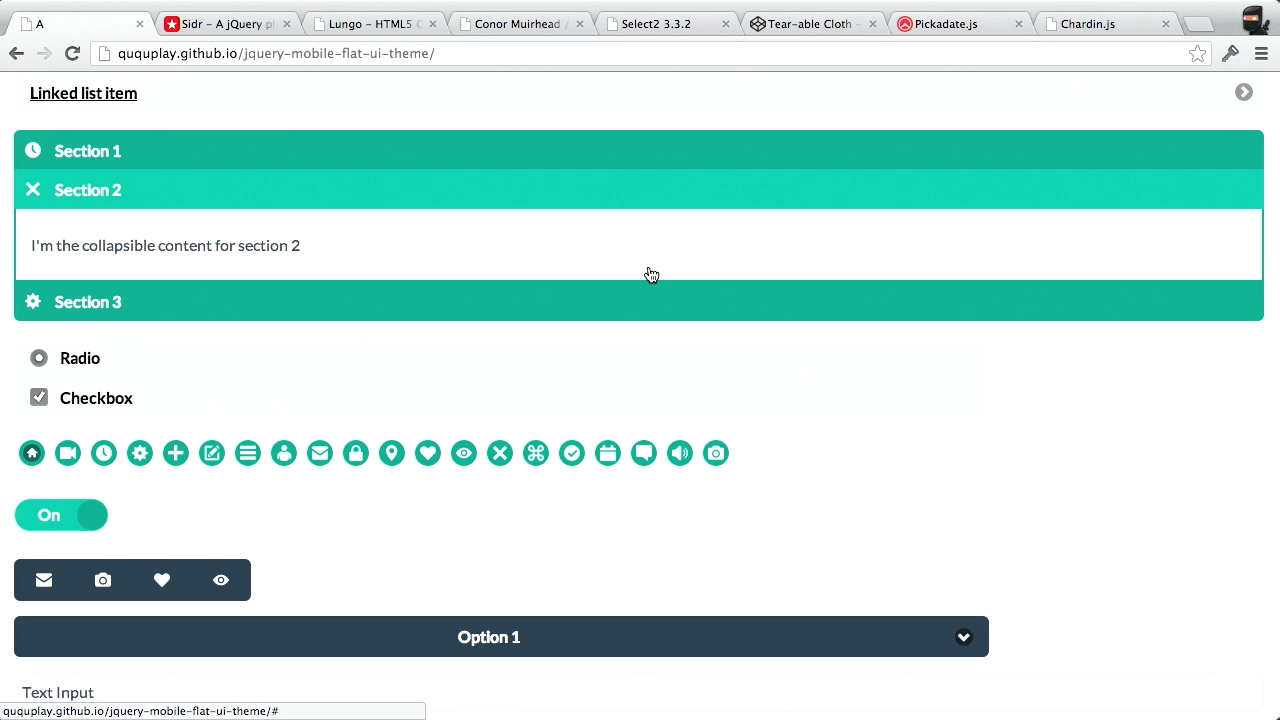 A
Sidr – A jQuery pl
Lungo – HTML5 C
Conor Muirhead /
Select2 3.3.2
Tear-able Cloth
Pickadate.js
Chardin.js
ququplay.github.io/jquery-mobile-flat-ui-theme/
Linked list item
Section 1
Section 2
I'm the collapsible content for section 2
Section 3
Radio
Checkbox
On
Option 1
Text Input
ququplay.github.io/jquery-mobile-flat-ui-theme/#